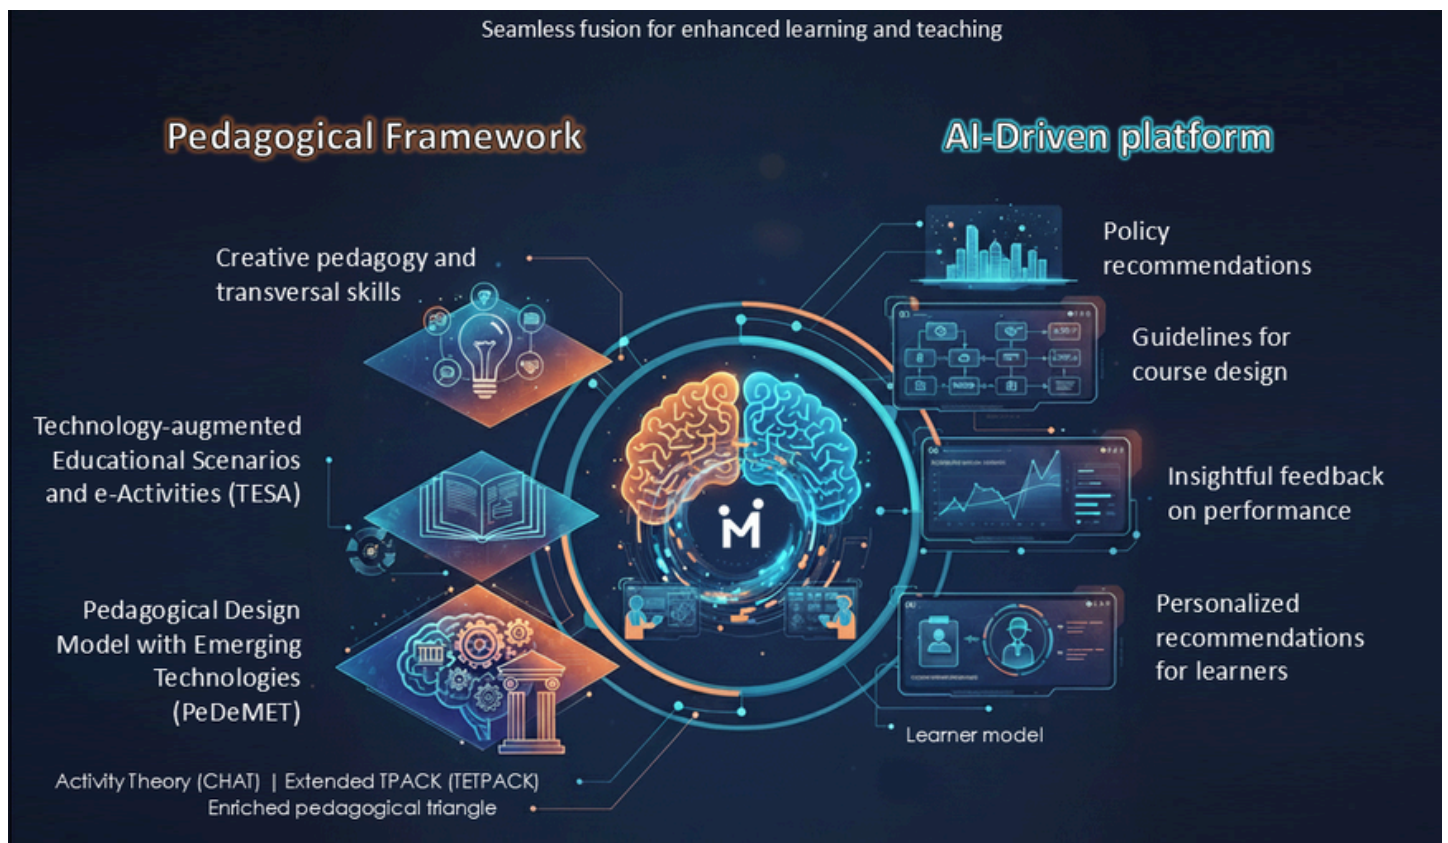 Seamless fusion for enhanced learning and teaching
Pedagogical Framework
Creative pedagogy and
transversal skills
Technology-augmented
Educational Scenarios
and e-Activities (TESA)
Pedagogical Design
Model with Emerging
Technologies
(PeDeMET)
Activity Theory (CHAT) | Extended TPACK (TETPACK)
Enriched pedagogical triangle
AI-Driven platform
Policy
recommendations
Guidelines for
course design
Insightful feedback
on performance
Personalized
recommendations
for learners
Learner model